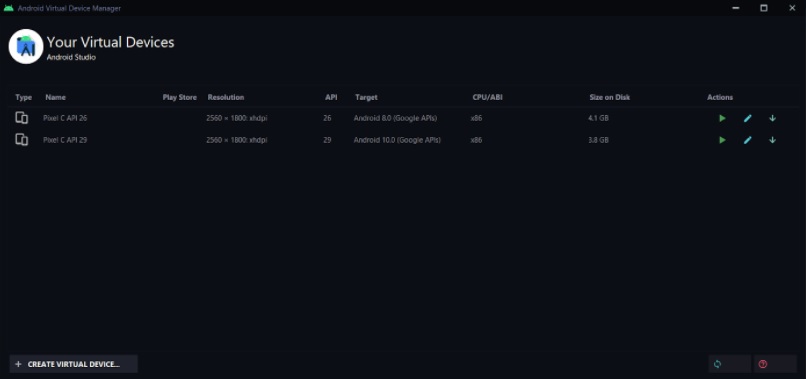 Android Virtual Device Manager
Your Virtual Devices
Android Studio
Type Name Play Store Resolution API Target CPU/ABI Size on Disk Actions
Pixel C API 26 2560 × 1800: xhdpi 26 Android 8.0 (Google APIs) x86 4.1 GB
Pixel C API 29 2560 × 1800: xhdpi 29 Android 10.0 (Google APIs) x86 3.8 GB
+ CREATE VIRTUAL DEVICE...